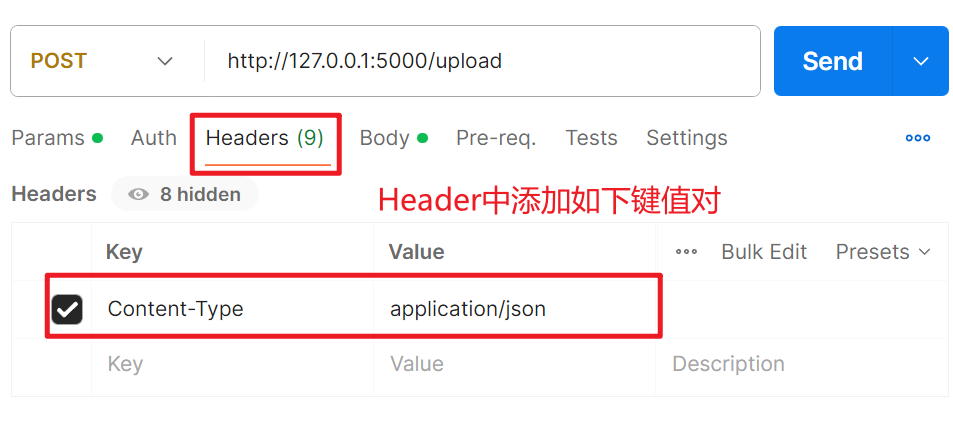 POST http://127.0.0.1:5000/upload Send
Params Auth Headers (9) Body Pre-req. Tests Settings
Headers 8 hidden
Header中添加如下键值对
Key Value Bulk Edit Presets
Content-Type application/json
Key Value Description